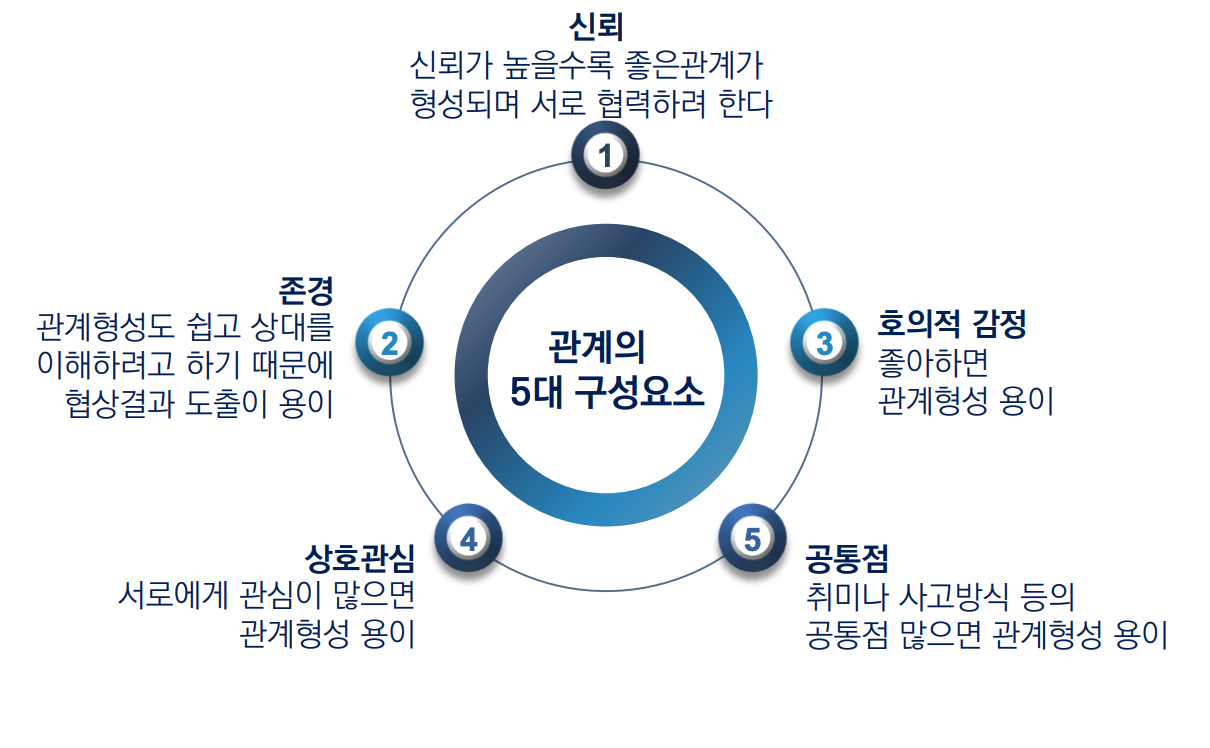 신뢰
신뢰가 높을수록 좋은관계가
형성되며 서로 협력하려 한다
1
존경
관계형성도 쉽고 상대를
이해하려고 하기 때문에
협상결과 도출이 용이
2
관계의
5대 구성요소
3
호의적 감정
좋아하면
관계형성 용이
4
상호관심
서로에게 관심이 많으면
관계형성 용이
5
공통점
취미나 사고방식 등의
공통점 많으면 관계형성 용이